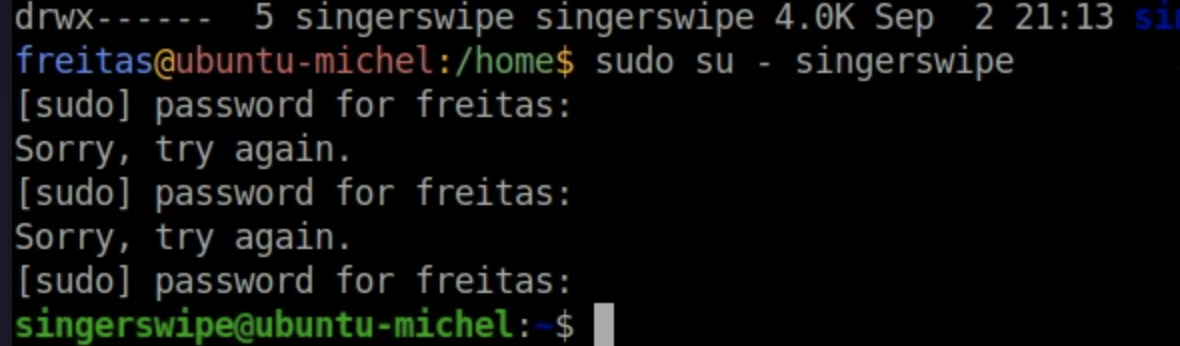 drwx------  5 singerswipe singerswipe 4.0K Sep  2 21:13
freitas@ubuntu-michel:/home$ sudo su - singerswipe
[sudo] password for freitas:
Sorry, try again.
[sudo] password for freitas:
Sorry, try again.
[sudo] password for freitas:
singerswipe@ubuntu-michel:~$